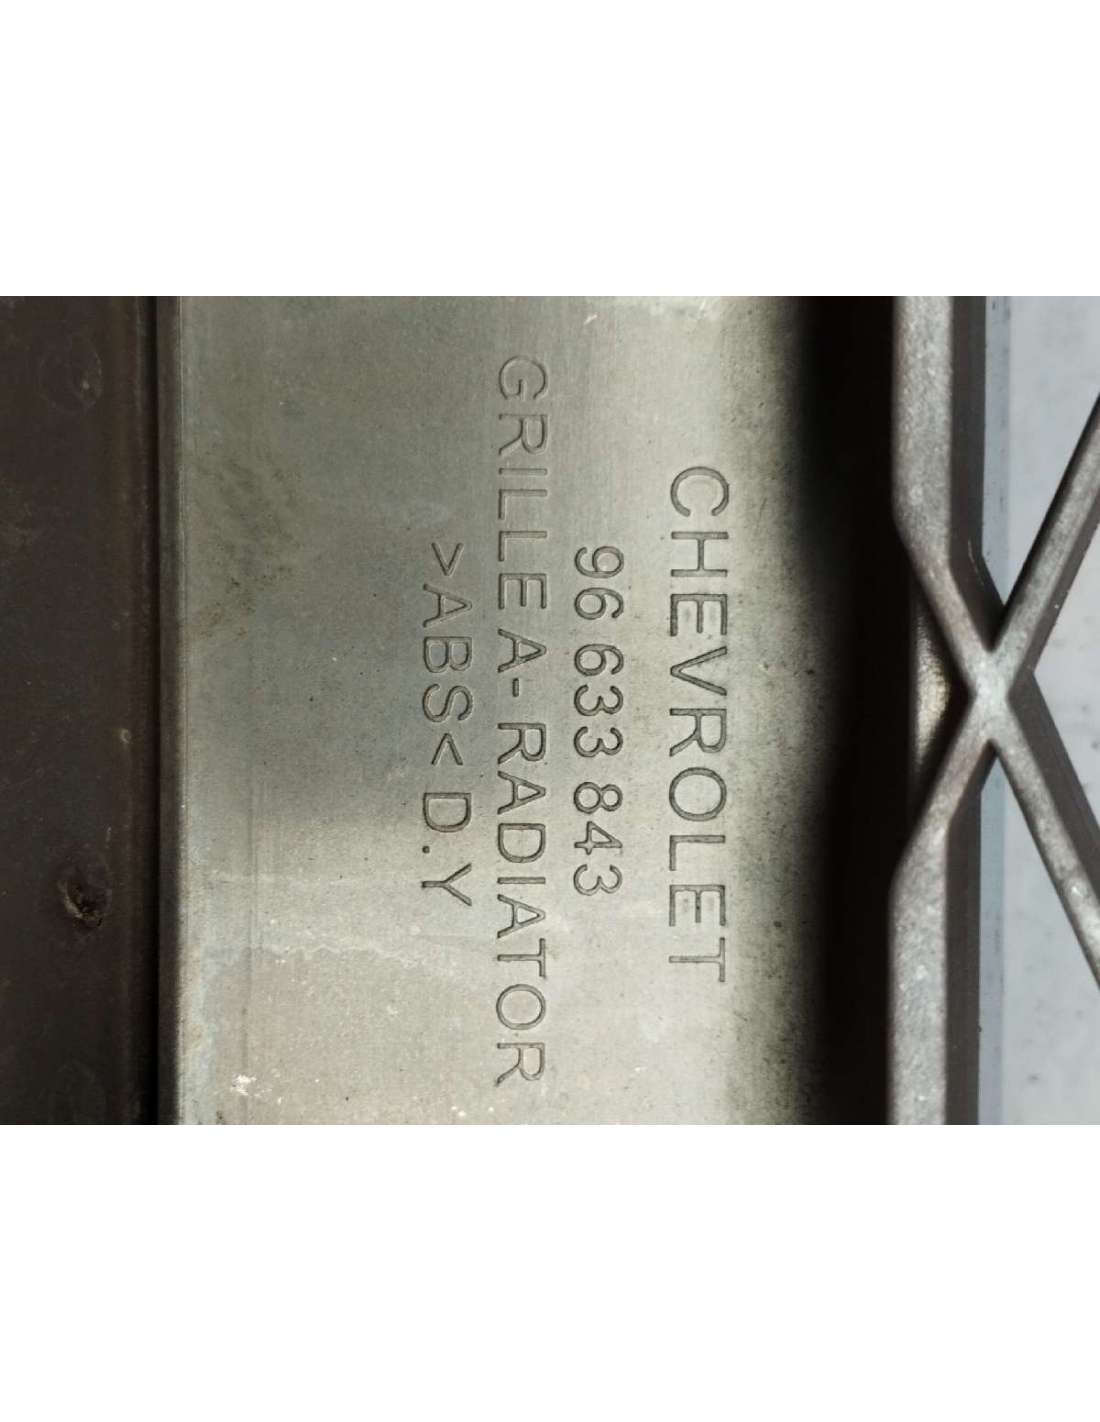 CHEVROLET
96 633 843
GRILLE A-RADIATOR
>ABS< D.Y